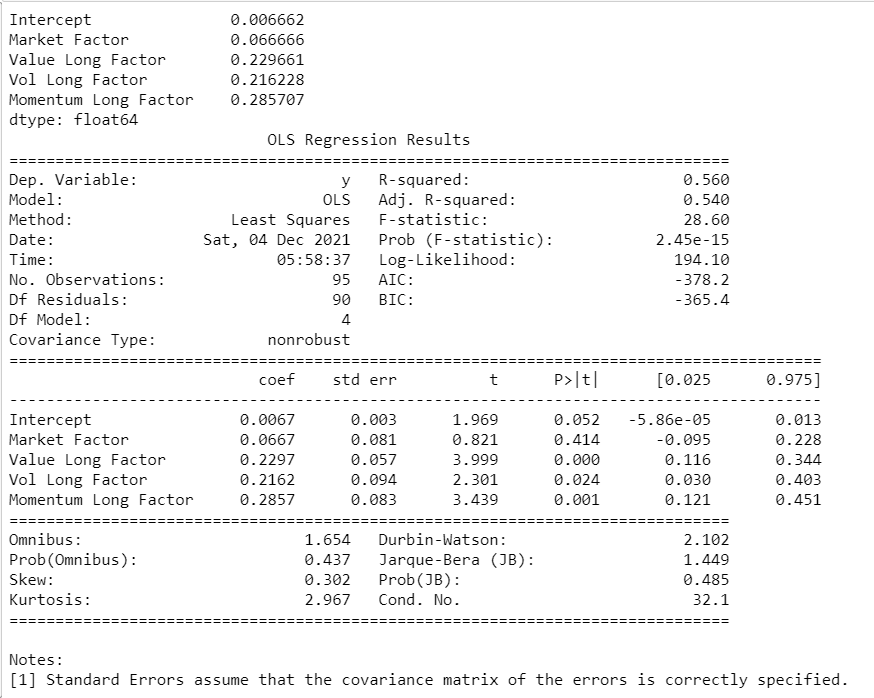 Intercept                0.006662
Market Factor            0.066666
Value Long Factor        0.229661
Vol Long Factor          0.216228
Momentum Long Factor     0.285707
dtype: float64
                            OLS Regression Results
==============================================================================
Dep. Variable:                      y   R-squared:                       0.560
Model:                            OLS   Adj. R-squared:                  0.540
Method:                 Least Squares   F-statistic:                     28.60
Date:                Sat, 04 Dec 2021   Prob (F-statistic):           2.45e-15
Time:                        05:58:37   Log-Likelihood:                 194.10
No. Observations:                  95   AIC:                            -378.2
Df Residuals:                      90   BIC:                            -365.4
Df Model:                           4
Covariance Type:            nonrobust
========================================================================================
                           coef    std err          t      P>|t|      [0.025      0.975]
----------------------------------------------------------------------------------------
Intercept                0.0067      0.003      1.969      0.052   -5.86e-05       0.013
Market Factor            0.0667      0.081      0.821      0.414      -0.095       0.228
Value Long Factor        0.2297      0.057      3.999      0.000       0.116       0.344
Vol Long Factor          0.2162      0.094      2.301      0.024       0.030       0.403
Momentum Long Factor     0.2857      0.083      3.439      0.001       0.121       0.451
==============================================================================
Omnibus:                        1.654   Durbin-Watson:                   2.102
Prob(Omnibus):                  0.437   Jarque-Bera (JB):                1.449
Skew:                           0.302   Prob(JB):                        0.485
Kurtosis:                       2.967   Cond. No.                         32.1
==============================================================================

Notes:
[1] Standard Errors assume that the covariance matrix of the errors is correctly specified.